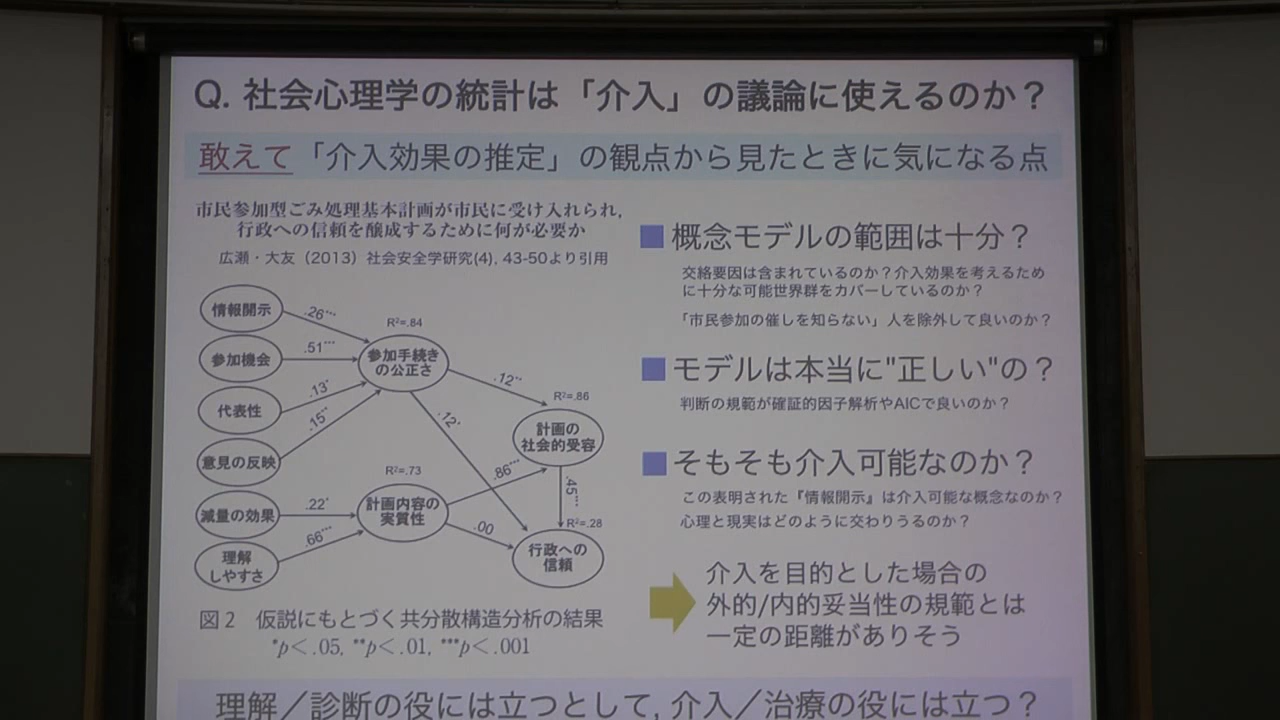 Q. 社会心理学の統計は「介入」の議論に使えるのか？
敢えて「介入効果の推定」の観点から見たときに気になる点
市民参加型ごみ処理基本計画が市民に受け入れられ,
行政への信頼を醸成するために何が必要か
広瀬・大友（2013）社会安全学研究(4), 43-50より引用
情報開示
参加機会
代表性
意見の反映
減量の効果
理解
しやすさ
.26***
.51***
.13*
.15**
.22*
.66***
R²=.84
参加手続き
の公正さ
R²=.73
計画内容の
実質性
.12**
.12*
.86***
.00
R²=.86
計画の
社会的受容
.45***
R²=.28
行政への
信頼
図2　仮説にもとづく共分散構造分析の結果
*p＜.05, **p＜.01, ***p＜.001
■ 概念モデルの範囲は十分？
交絡要因は含まれているのか？介入効果を考えるため
に十分な可能世界群をカバーしているのか？
「市民参加の催しを知らない」人を除外して良いのか？
■ モデルは本当に"正しい"の？
判断の規範が確証的因子解析やAICで良いのか？
■ そもそも介入可能なのか？
この表明された『情報開示』は介入可能な概念なのか？
心理と現実はどのように交わりうるのか？
介入を目的とした場合の
外的/内的妥当性の規範とは
一定の距離がありそう
理解／診断の役には立つとして, 介入／治療の役には立つ？